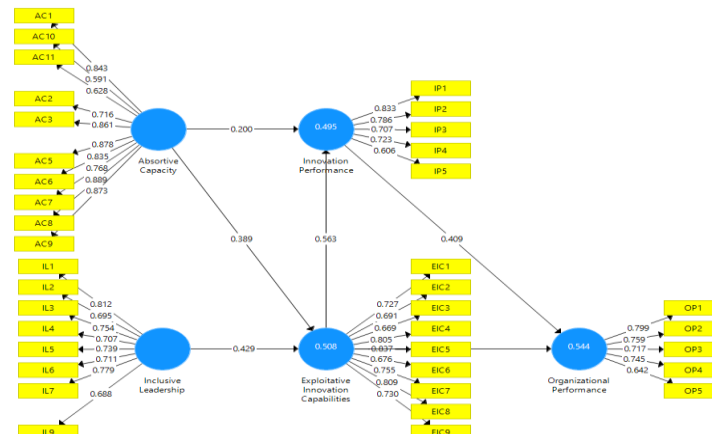 AC1
AC10
AC11
AC2
AC3
AC5
AC6
AC7
AC8
AC9
0.843
0.591
0.628
0.716
0.861
0.878
0.835
0.768
0.889
0.873
Absortive
Capacity
0.200
0.495
Innovation
Performance
0.833
0.786
0.707
0.723
0.606
IP1
IP2
IP3
IP4
IP5
0.389
0.563
0.409
IL1
IL2
IL3
IL4
IL5
IL6
IL7
IL9
0.812
0.695
0.754
0.707
0.739
0.711
0.779
0.688
Inclusive
Leadership
0.429
0.508
Exploitative
Innovation
Capabilities
0.727
0.691
0.669
0.805
0.837
0.676
0.755
0.809
0.730
EIC1
EIC2
EIC3
EIC4
EIC5
EIC6
EIC7
EIC8
EIC9
0.544
Organizational
Performance
0.799
0.759
0.717
0.745
0.642
OP1
OP2
OP3
OP4
OP5